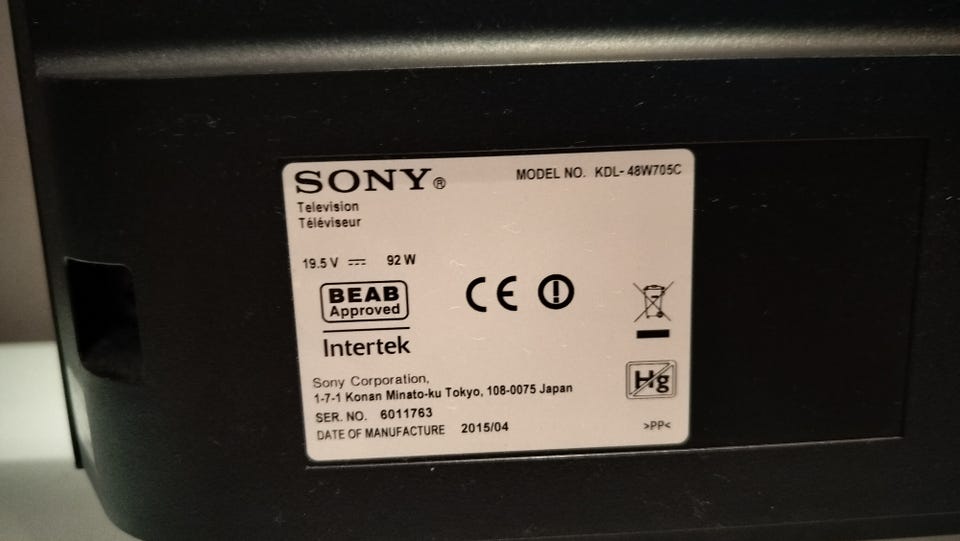 SONY®
MODEL NO. KDL- 48W705C
Television
Téléviseur
19.5 V ⎓ 92 W
BEAB
Approved
Intertek
CE
Hg
Sony Corporation,
1-7-1 Konan Minato-ku Tokyo, 108-0075 Japan
SER. NO. 6011763
DATE OF MANUFACTURE 2015/04
>PP<